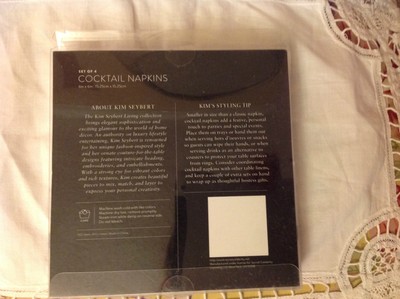 SET OF 4
COCKTAIL NAPKINS
ABOUT KIM SEYBERT
The Kim Seybert Living collection
brings elegant sophistication and
creating glamour to the world of home
décor. An authority on luxury lifestyle
entertaining, Kim Seybert is renowned
for her unique fashion inspired style
and her ornate couture-for-the-table
designs featuring intricate beading,
embroideries, and embellishments.
With a strong eye for vibrant colors
and rich textures, Kim creates beautiful
pieces to mix, match, and layer to
express your personal creativity.
KIM'S STYLING TIP
Smaller in size than a classic napkin,
cocktail napkins add a festive, personal
touch to parties and special events.
Place them on trays or hand them out
when serving hors d'oeuvres or snacks
so guests can wipe their hands, or when
serving drinks as an alternative to
coasters to protect your table surfaces
from rings. Consider coordinating
cocktail napkins with other table linens,
and keep a couple of extra sets on hand
to wrap up as thoughtful hostess gifts.